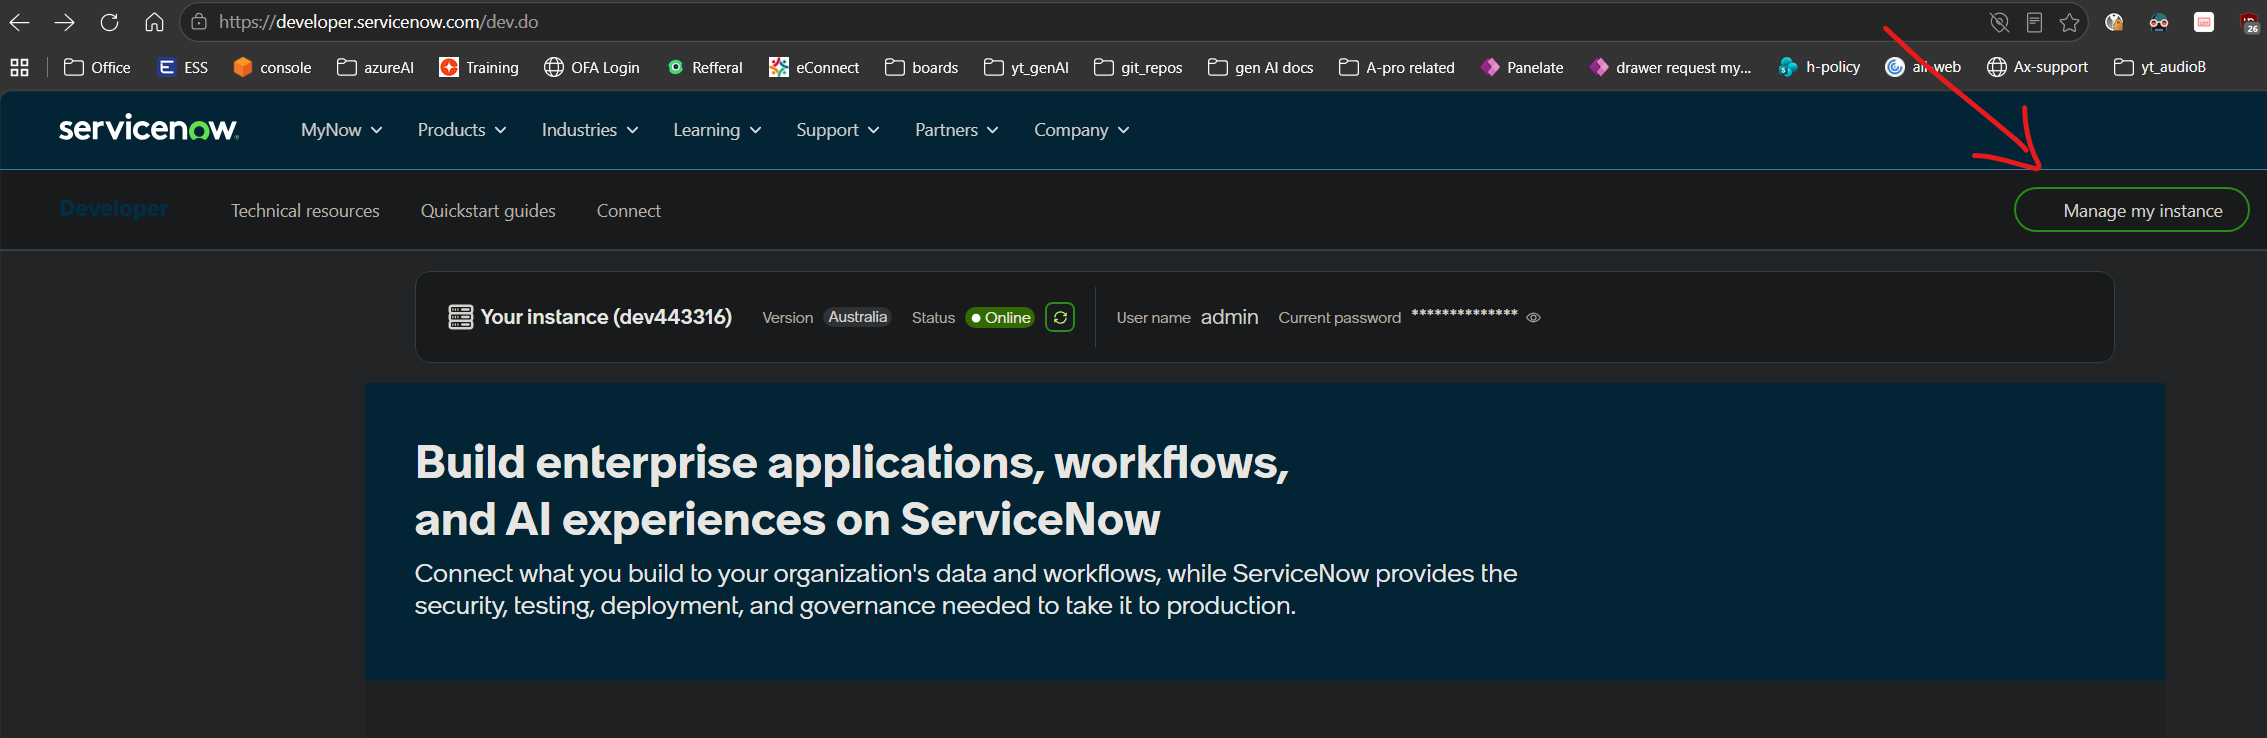 https://developer.servicenow.com/dev.do
26
Office ESS console azureAI Training OFA Login Refferal eConnect boards yt_genAI git_repos gen AI docs A-pro related Panelate drawer request my... h-policy Ax-support yt_audioB
servicenow MyNow Products Industries Learning Support Partners Company
Developer Technical resources Quickstart guides Connect Manage my instance
Your instance (dev443316) Version Australia Status Online User name admin Current password **************
Build enterprise applications, workflows,
and AI experiences on ServiceNow
Connect what you build to your organization's data and workflows, while ServiceNow provides the
security, testing, deployment, and governance needed to take it to production.